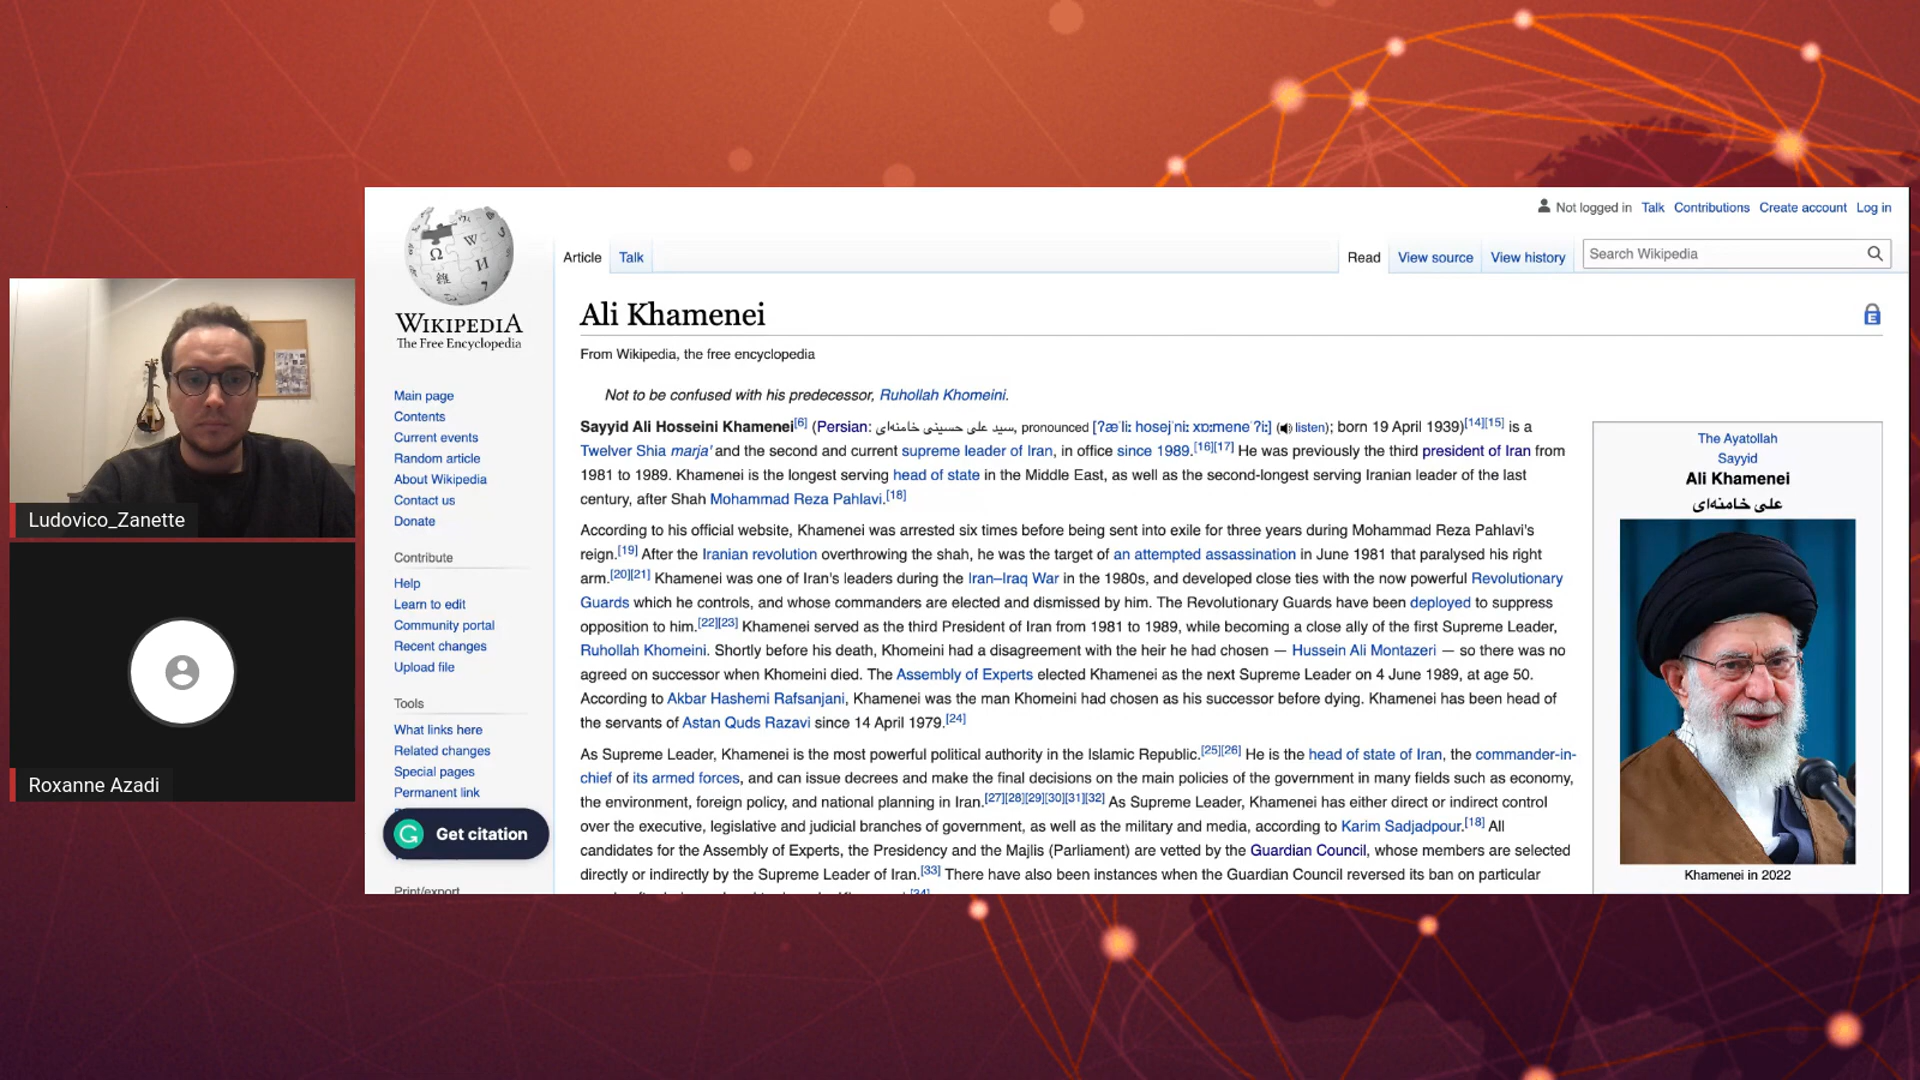 Ludovico_Zanette
Roxanne Azadi
WIKIPEDIA
The Free Encyclopedia
Main page
Contents
Current events
Random article
About Wikipedia
Contact us
Donate
Contribute
Help
Learn to edit
Community portal
Recent changes
Upload file
Tools
What links here
Related changes
Special pages
Permanent link
Get citation
Print/export
Not logged in Talk Contributions Create account Log in
Article Talk Read View source View history Search Wikipedia
Ali Khamenei
From Wikipedia, the free encyclopedia
Not to be confused with his predecessor, Ruhollah Khomeini.
Sayyid Ali Hosseini Khamenei[6] (Persian: سید علی حسینی خامنه‌ای, pronounced [ʔæˈliː hosejˈniː xɒːmeneˈʔiː] (listen); born 19 April 1939)[14][15] is a
Twelver Shia marja' and the second and current supreme leader of Iran, in office since 1989.[16][17] He was previously the third president of Iran from
1981 to 1989. Khamenei is the longest serving head of state in the Middle East, as well as the second-longest serving Iranian leader of the last
century, after Shah Mohammad Reza Pahlavi.[18]
According to his official website, Khamenei was arrested six times before being sent into exile for three years during Mohammad Reza Pahlavi's
reign.[19] After the Iranian revolution overthrowing the shah, he was the target of an attempted assassination in June 1981 that paralysed his right
arm.[20][21] Khamenei was one of Iran's leaders during the Iran–Iraq War in the 1980s, and developed close ties with the now powerful Revolutionary
Guards which he controls, and whose commanders are elected and dismissed by him. The Revolutionary Guards have been deployed to suppress
opposition to him.[22][23] Khamenei served as the third President of Iran from 1981 to 1989, while becoming a close ally of the first Supreme Leader,
Ruhollah Khomeini. Shortly before his death, Khomeini had a disagreement with the heir he had chosen — Hussein Ali Montazeri — so there was no
agreed on successor when Khomeini died. The Assembly of Experts elected Khamenei as the next Supreme Leader on 4 June 1989, at age 50.
According to Akbar Hashemi Rafsanjani, Khamenei was the man Khomeini had chosen as his successor before dying. Khamenei has been head of
the servants of Astan Quds Razavi since 14 April 1979.[24]
As Supreme Leader, Khamenei is the most powerful political authority in the Islamic Republic.[25][26] He is the head of state of Iran, the commander-in-
chief of its armed forces, and can issue decrees and make the final decisions on the main policies of the government in many fields such as economy,
the environment, foreign policy, and national planning in Iran.[27][28][29][30][31][32] As Supreme Leader, Khamenei has either direct or indirect control
over the executive, legislative and judicial branches of government, as well as the military and media, according to Karim Sadjadpour.[18] All
candidates for the Assembly of Experts, the Presidency and the Majlis (Parliament) are vetted by the Guardian Council, whose members are selected
directly or indirectly by the Supreme Leader of Iran.[33] There have also been instances when the Guardian Council reversed its ban on particular
The Ayatollah
Sayyid
Ali Khamenei
علی خامنه‌ای
Khamenei in 2022